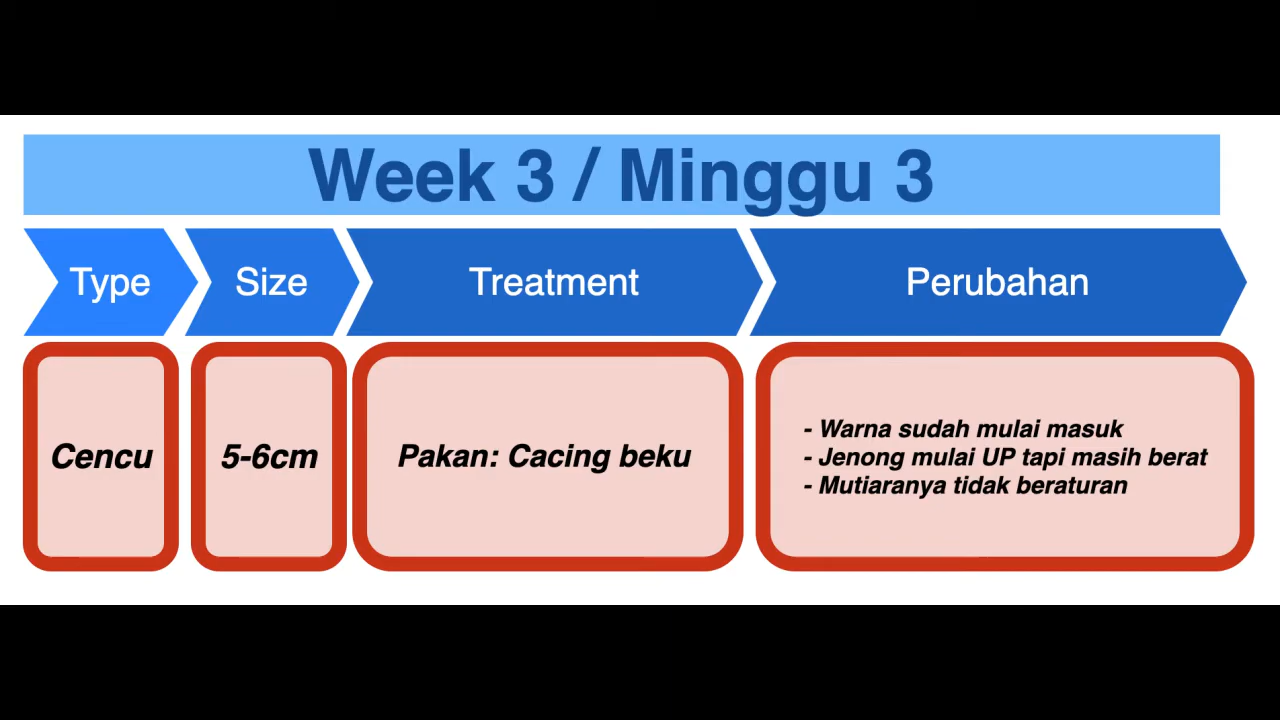 Week 3 / Minggu 3
Type
Size
Treatment
Perubahan
Cencu
5-6cm
Pakan: Cacing beku
- Warna sudah mulai masuk
- Jenong mulai UP tapi masih berat
- Mutiaranya tidak beraturan